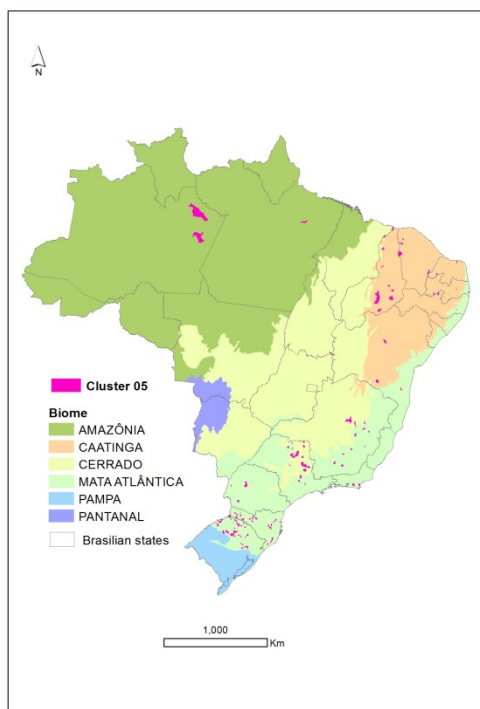 N
Cluster 05
Biome
AMAZÔNIA
CAATINGA
CERRADO
MATA ATLÂNTICA
PAMPA
PANTANAL
Brasilian states
1,000
Km